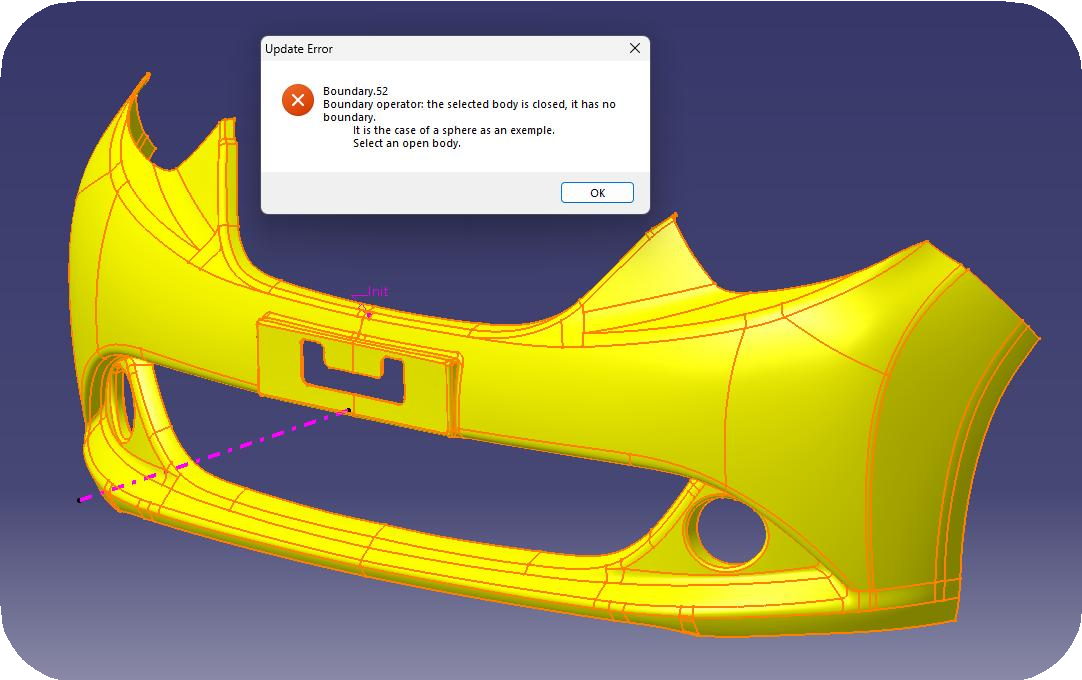 Update Error
Boundary.52
Boundary operator: the selected body is closed, it has no
boundary.
It is the case of a sphere as an exemple.
Select an open body.
OK
Init